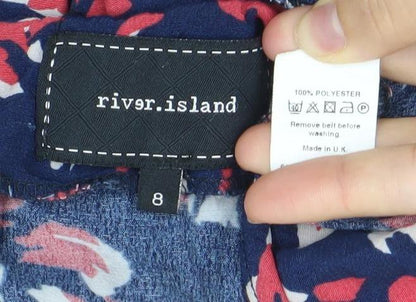 river.island
8
100% POLYESTER
Remove belt before
washing
Made in U.K.